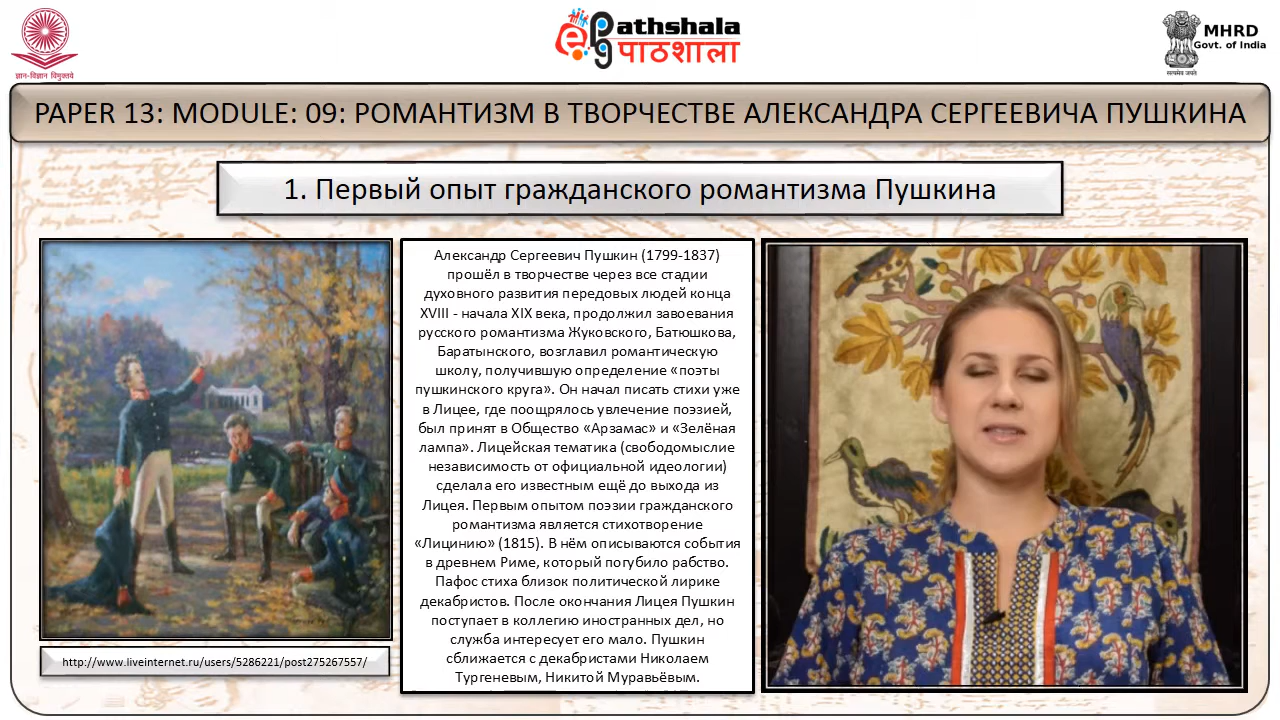 ज्ञान-विज्ञान विमुक्तये
ePathshala
पाठशाला
MHRD
Govt. of India
सत्यमेव जयते
PAPER 13: MODULE: 09: РОМАНТИЗМ В ТВОРЧЕСТВЕ АЛЕКСАНДРА СЕРГЕЕВИЧА ПУШКИНА
1. Первый опыт гражданского романтизма Пушкина
Александр Сергеевич Пушкин (1799-1837)
прошёл в творчестве через все стадии
духовного развития передовых людей конца
XVIII - начала XIX века, продолжил завоевания
русского романтизма Жуковского, Батюшкова,
Баратынского, возглавил романтическую
школу, получившую определение «поэты
пушкинского круга». Он начал писать стихи уже
в Лицее, где поощрялось увлечение поэзией,
был принят в Общество «Арзамас» и «Зелёная
лампа». Лицейская тематика (свободомыслие
независимость от официальной идеологии)
сделала его известным ещё до выхода из
Лицея. Первым опытом поэзии гражданского
романтизма является стихотворение
«Лицинию» (1815). В нём описываются события
в древнем Риме, который погубило рабство.
Пафос стиха близок политической лирике
декабристов. После окончания Лицея Пушкин
поступает в коллегию иностранных дел, но
служба интересует его мало. Пушкин
сближается с декабристами Николаем
Тургеневым, Никитой Муравьёвым.
http://www.liveinternet.ru/users/5286221/post275267557/